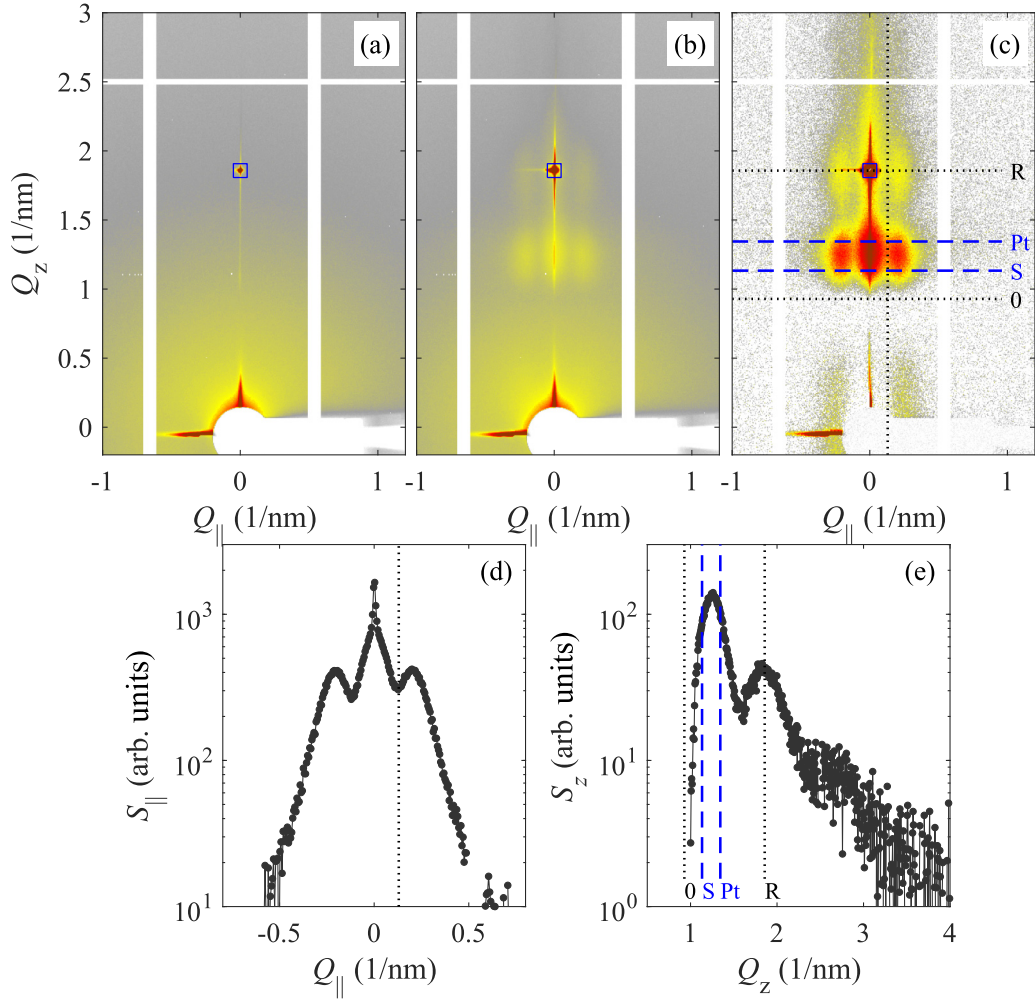 3
2.5
2
1.5
1
0.5
0
Q_z (1/nm)
(a)
(b)
(c)
R
Pt
S
0
-1 0 1
-1 0 1
-1 0 1
Q_|| (1/nm)
Q_|| (1/nm)
Q_|| (1/nm)
(d)
10^3
10^2
10^1
S_|| (arb. units)
-0.5 0 0.5
Q_|| (1/nm)
(e)
10^2
10^1
10^0
S_z (arb. units)
0 S Pt R
1 2 3 4
Q_z (1/nm)